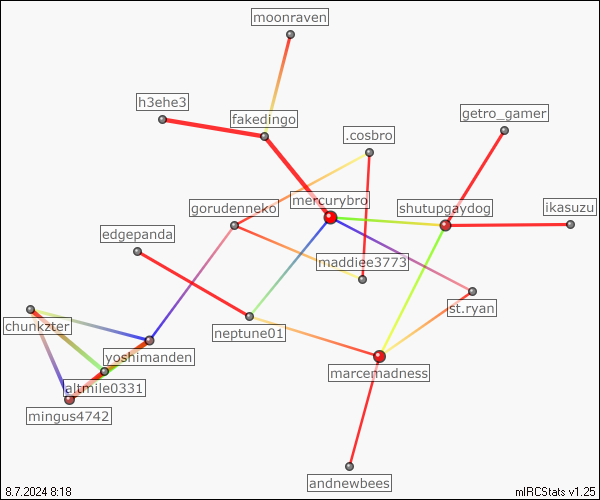 moonraven
h3ehe3
getro_gamer
fakedingo
.cosbro
mercurybro
gorudenneko
shutupgaydog
ikasuzu
edgepanda
maddiee3773
st.ryan
chunkzter
neptune01
yoshimanden
marcemadness
altmile0331
mingus4742
andnewbees
8.7.2024 8:18
mIRCStats v1.25